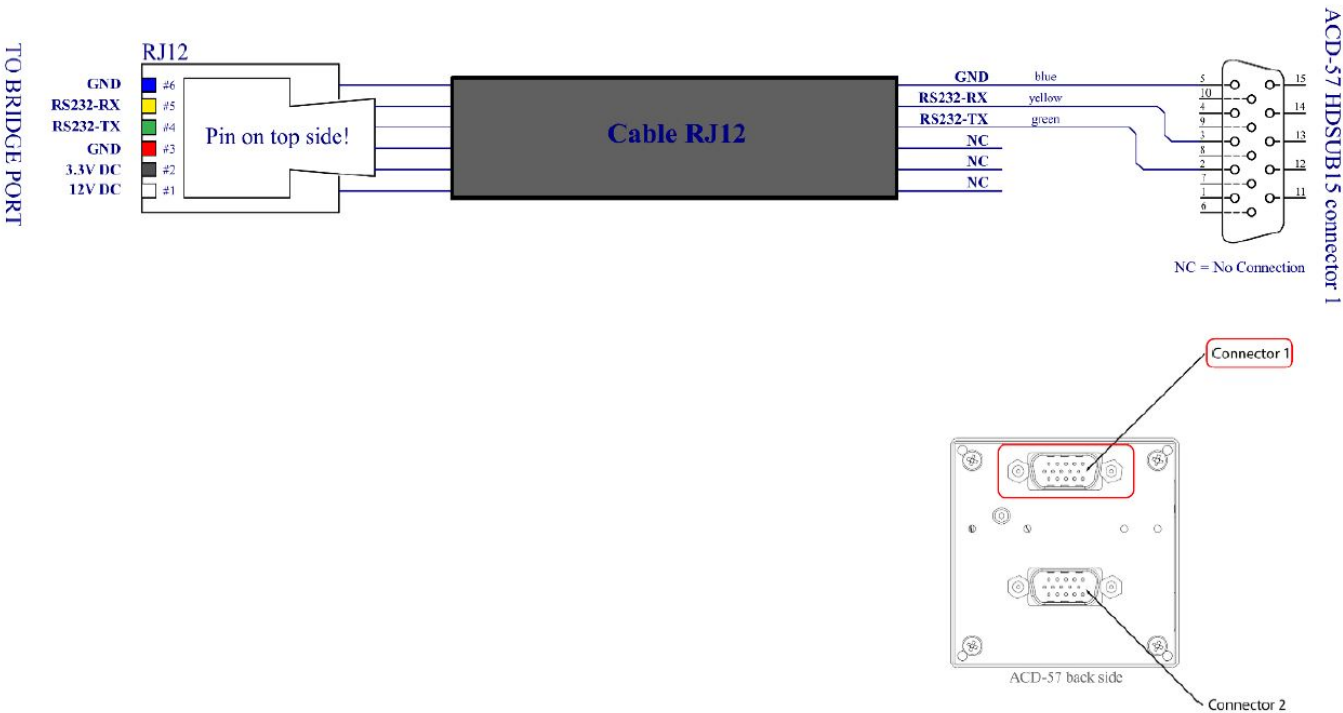 TO BRIDGE PORT
RJ12
GND #6
RS232-RX #5
RS232-TX #4
GND #3
3.3V DC #2
12V DC #1
Pin on top side!
Cable RJ12
GND blue
RS232-RX yellow
RS232-TX green
NC
NC
NC
5 15
10
4 14
9
3 13
8
2 12
7
1 11
6
NC = No Connection
ACD-57 HDSUB15 connector 1
Connector 1
ACD-57 back side
Connector 2